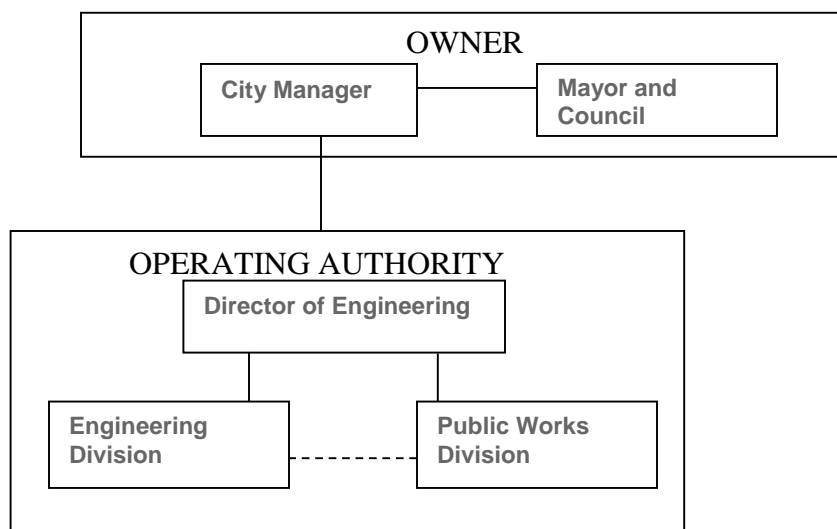 OWNER
City Manager
Mayor and
Council
OPERATING AUTHORITY
Director of Engineering
Engineering
Division
Public Works
Division